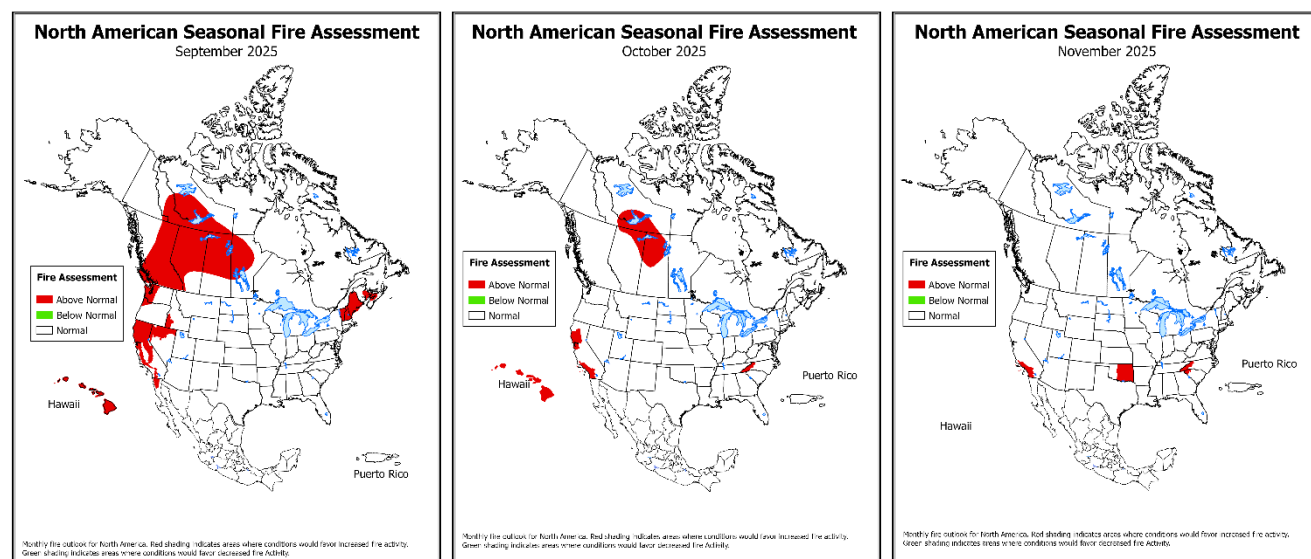 North American Seasonal Fire Assessment
September 2025
Fire Assessment
Above Normal
Below Normal
Normal
Hawaii
Puerto Rico
Monthly fire outlook for North America. Red shading indicates areas where conditions would favor increased fire activity.
Green shading indicates areas where conditions would favor decreased fire Activity.
North American Seasonal Fire Assessment
October 2025
Fire Assessment
Above Normal
Below Normal
Normal
Hawaii
Puerto Rico
Monthly fire outlook for North America. Red shading indicates areas where conditions would favor increased fire activity.
Green shading indicates areas where conditions would favor decreased fire Activity.
North American Seasonal Fire Assessment
November 2025
Fire Assessment
Above Normal
Below Normal
Normal
Puerto Rico
Hawaii
Monthly fire outlook for North America. Red shading indicates areas where conditions would favor increased fire activity.
Green shading indicates areas where conditions would favor decreased fire Activity.